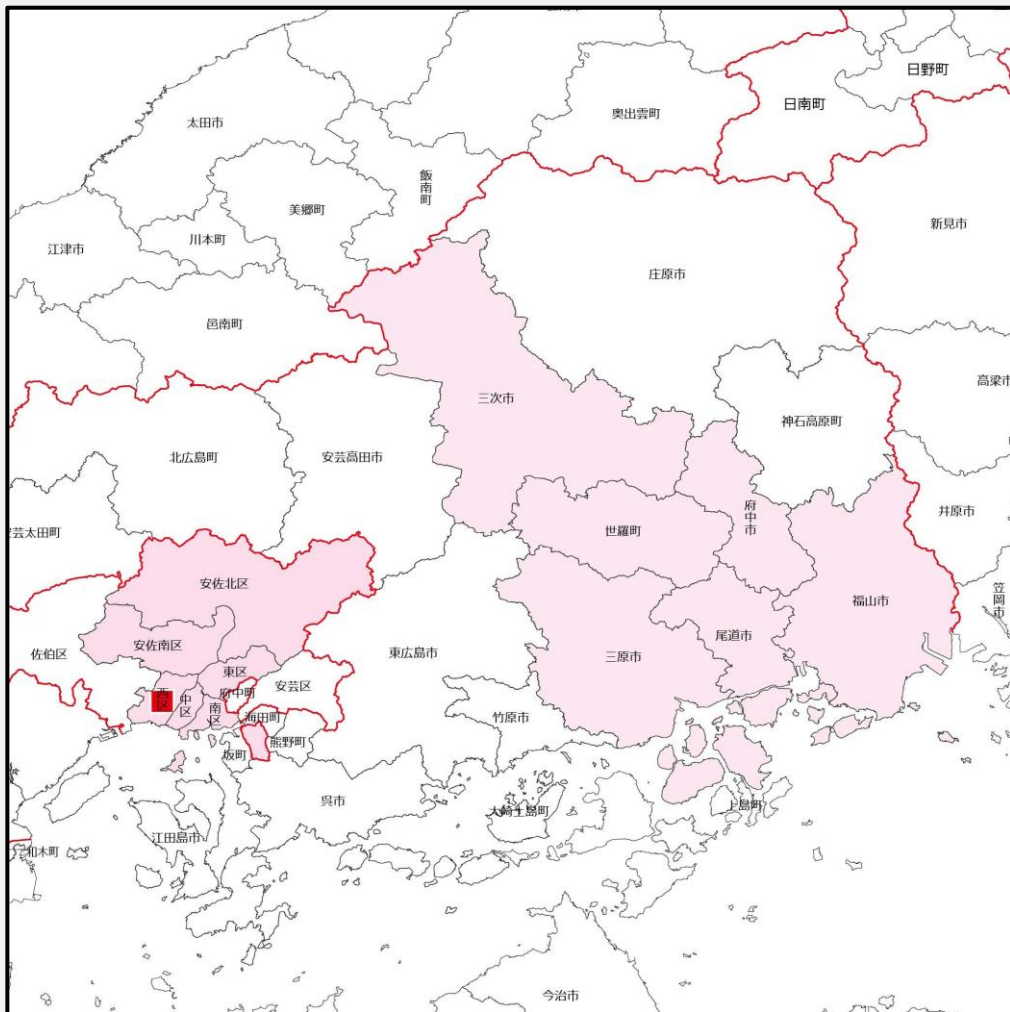 日野町
日南町
奥出雲町
太田市
飯南町
美郷町
新見市
川本町
江津市
庄原市
邑南町
高梁市
三次市
神石高原町
北広島町
安芸高田市
井原市
府中市
世羅町
芸太田町
安佐北区
笠岡市
福山市
安佐南区
尾道市
佐伯区
東広島市
三原市
東区
安芸区
府中町
西区
中区
南区
海田町
竹原市
熊野町
坂町
呉市
大崎上島町
上島町
江田島市
和木町
今治市